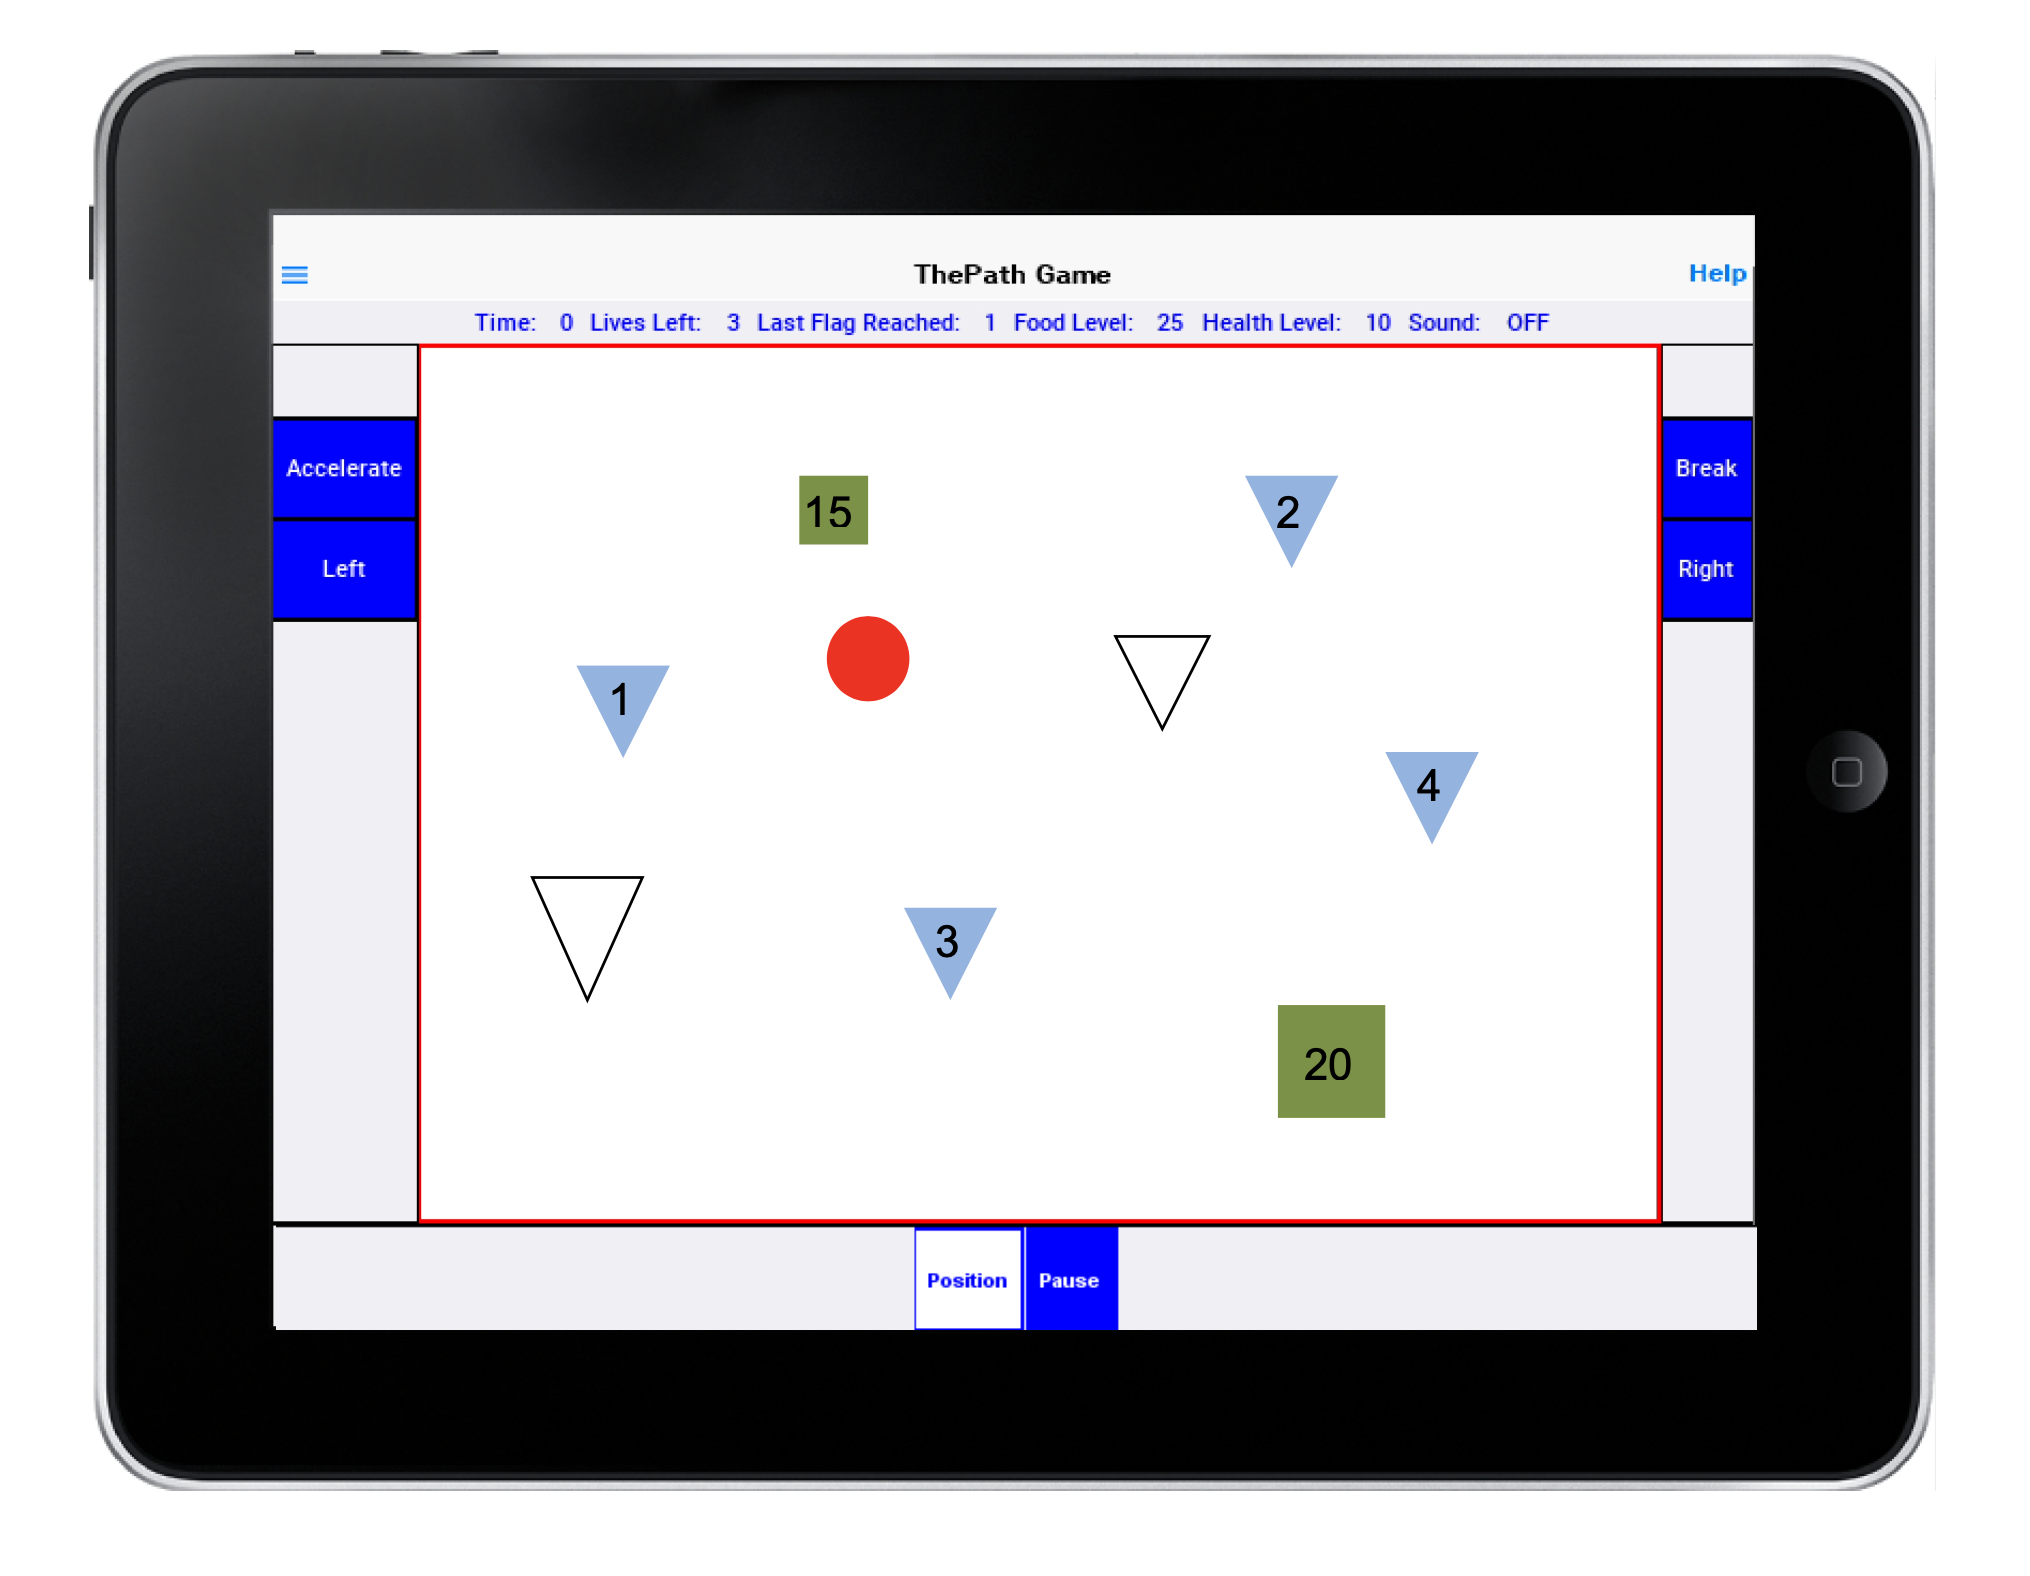 ThePath Game
Help
Time: 0 Lives Left: 3 Last Flag Reached: 1 Food Level: 25 Health Level: 10 Sound: OFF
Accelerate
Break
Left
Right
15
2
1
4
3
20
Position
Pause